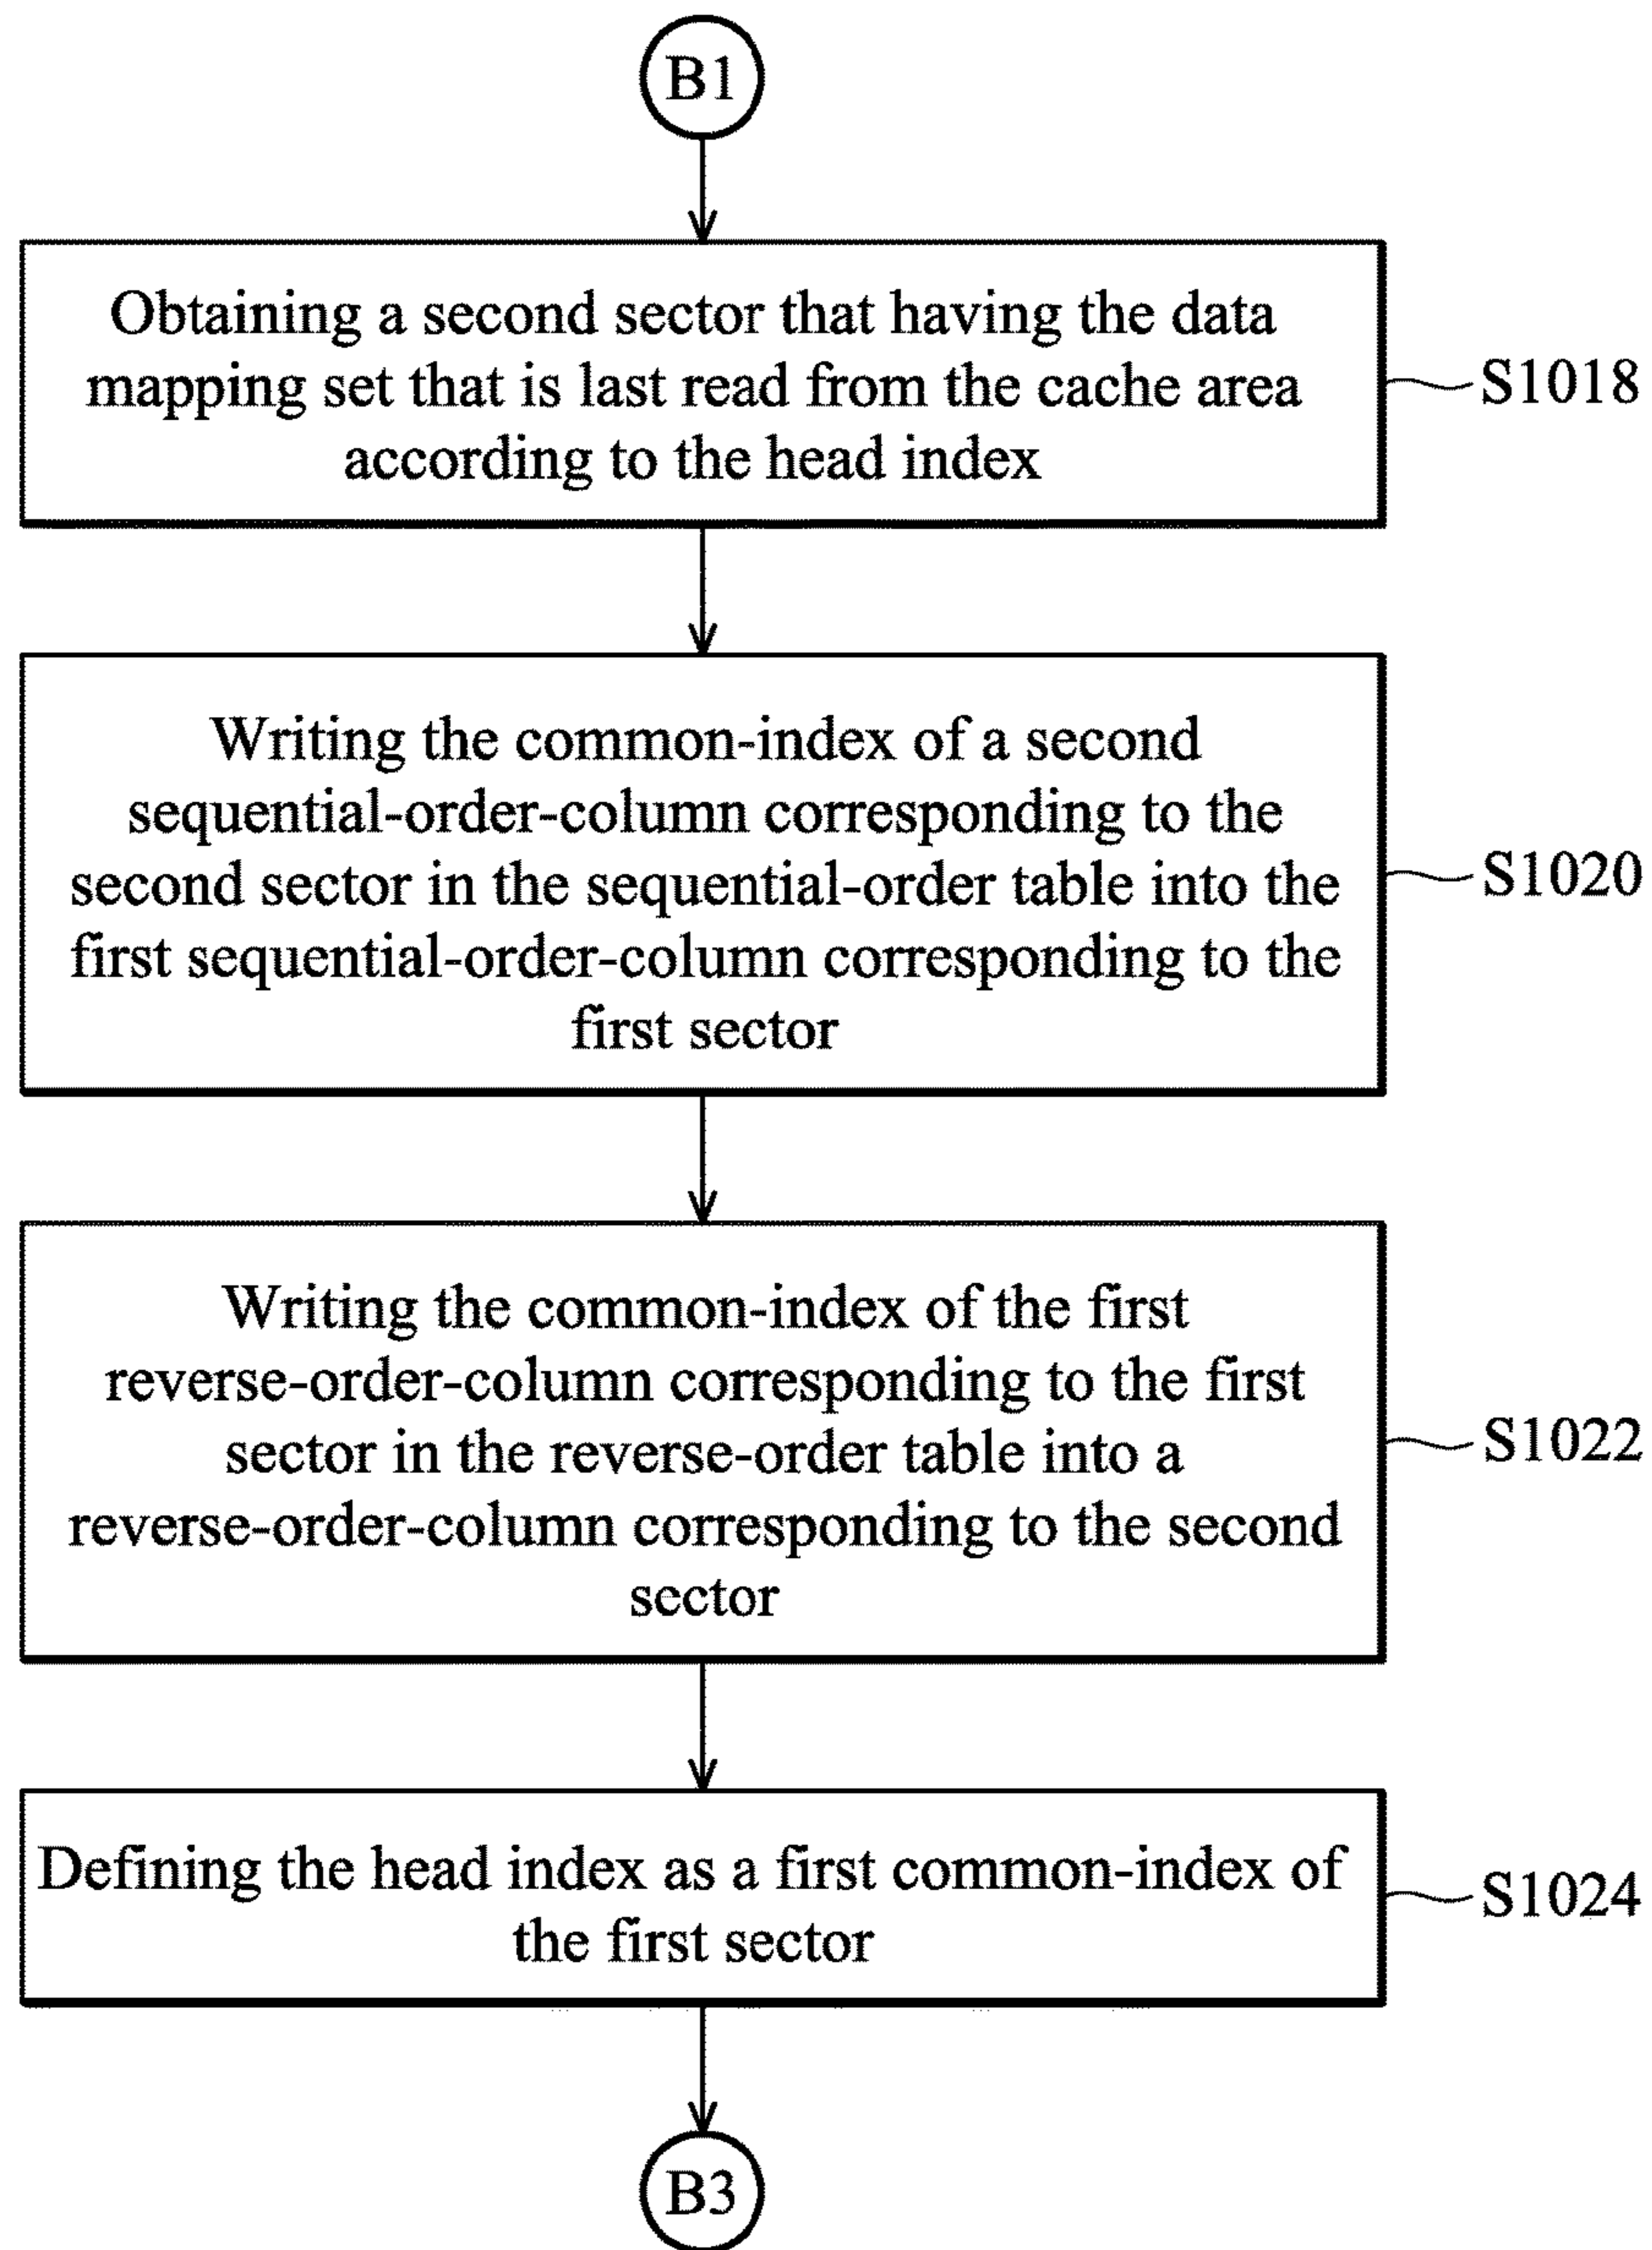 B1
Obtaining a second sector that having the data
mapping set that is last read from the cache area
according to the head index
S1018
Writing the common-index of a second
sequential-order-column corresponding to the
second sector in the sequential-order table into the
first sequential-order-column corresponding to the
first sector
S1020
Writing the common-index of the first
reverse-order-column corresponding to the first
sector in the reverse-order table into a
reverse-order-column corresponding to the second
sector
S1022
Defining the head index as a first common-index of
the first sector
S1024
B3